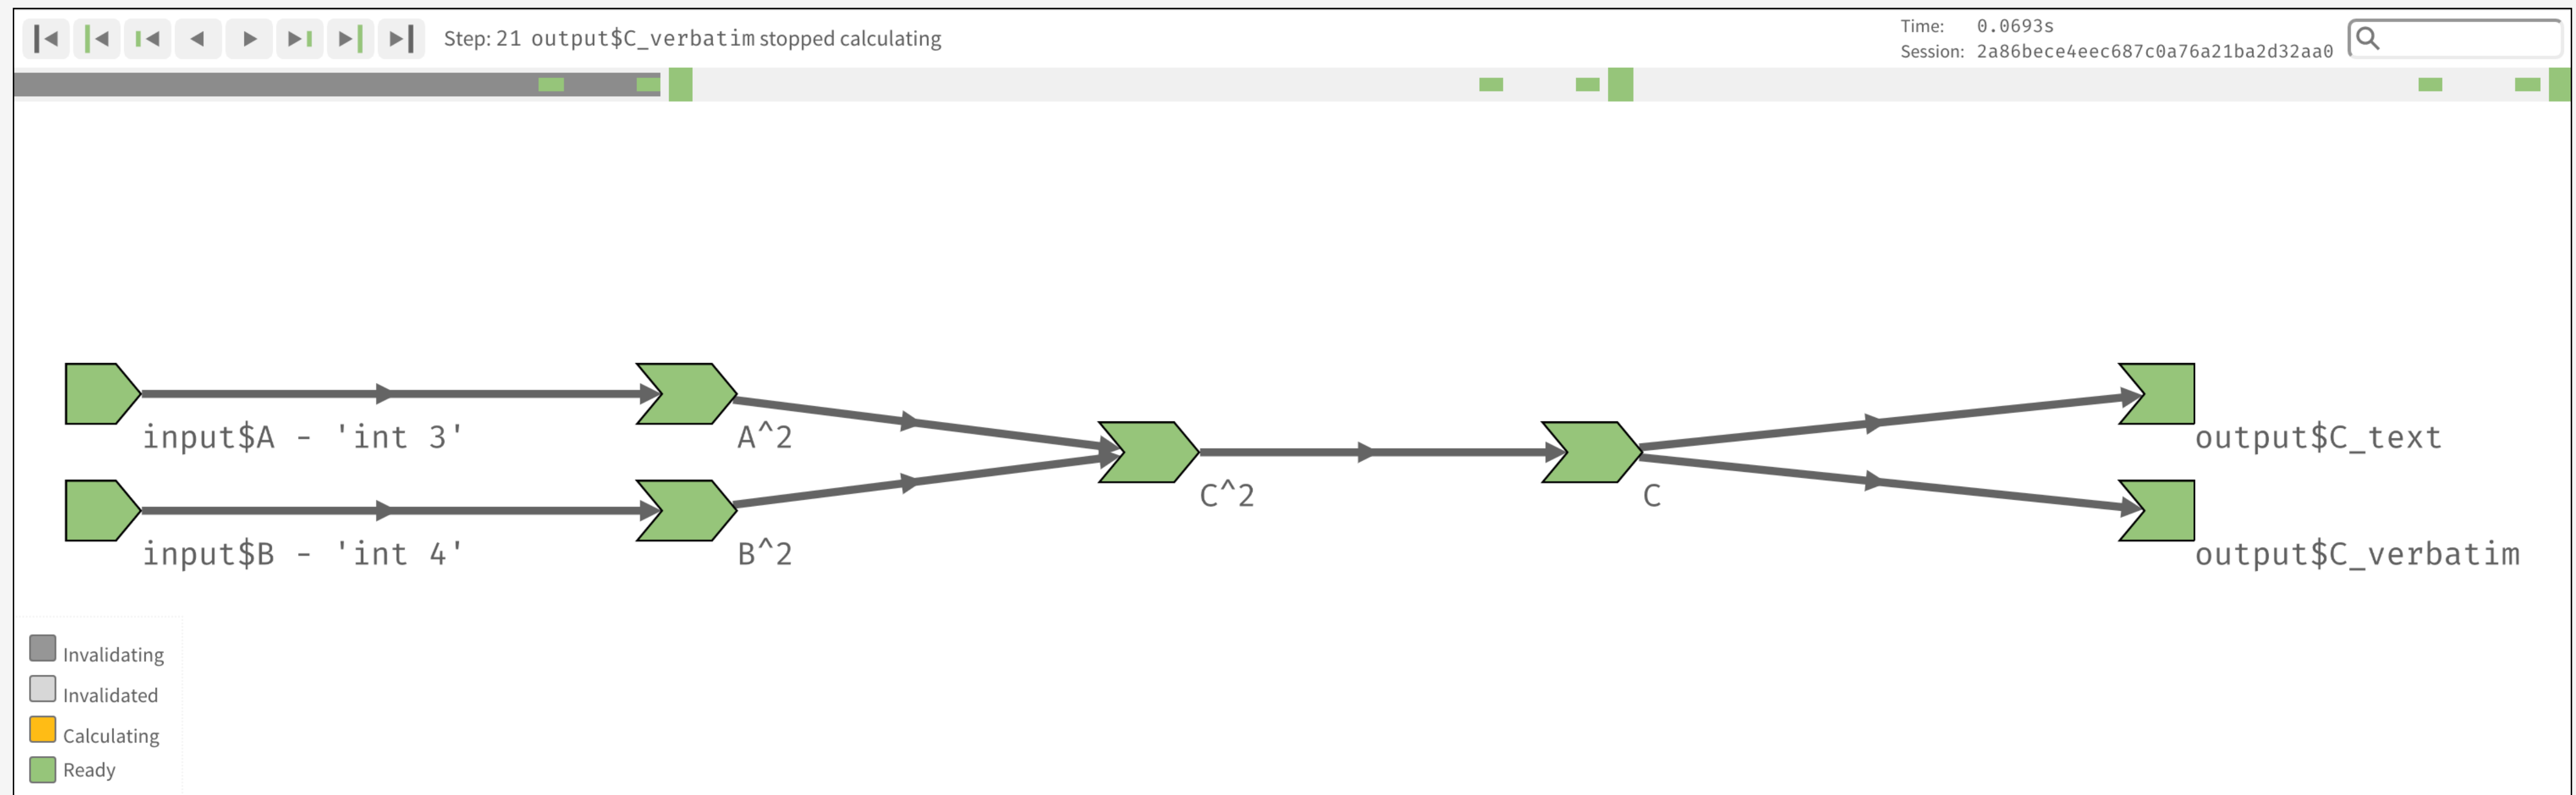 Step: 21 output$C_verbatim stopped calculating
Time: 0.0693s
Session: 2a86bece4eec687c0a76a21ba2d32aa0
input$A - 'int 3'
A^2
output$C_text
C^2
C
input$B - 'int 4'
B^2
output$C_verbatim
Invalidating
Invalidated
Calculating
Ready